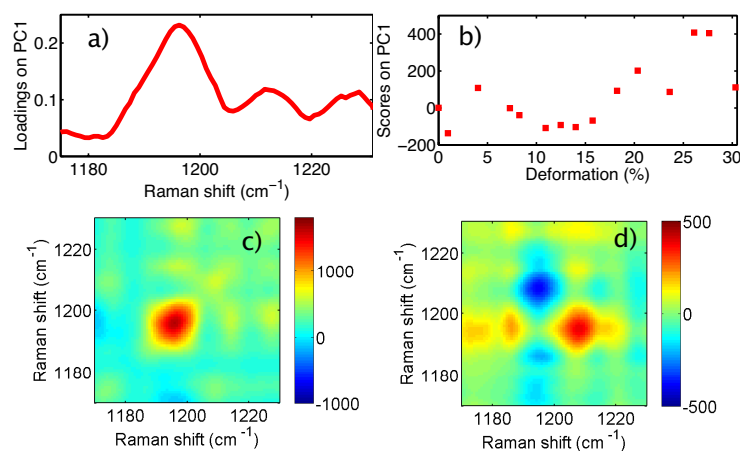 a)
Loadings on PC1
0.2
0.1
0
1180 1200 1220
Raman shift (cm⁻¹)
b)
Scores on PC1
400
200
0
−200
0 5 10 15 20 25 30
Deformation (%)
c)
Raman shift (cm⁻¹)
1220
1200
1180
1180 1200 1220
Raman shift (cm⁻¹)
1000
0
-1000
d)
Raman shift (cm⁻¹)
1220
1200
1180
1180 1200 1220
Raman shift (cm⁻¹)
500
0
-500